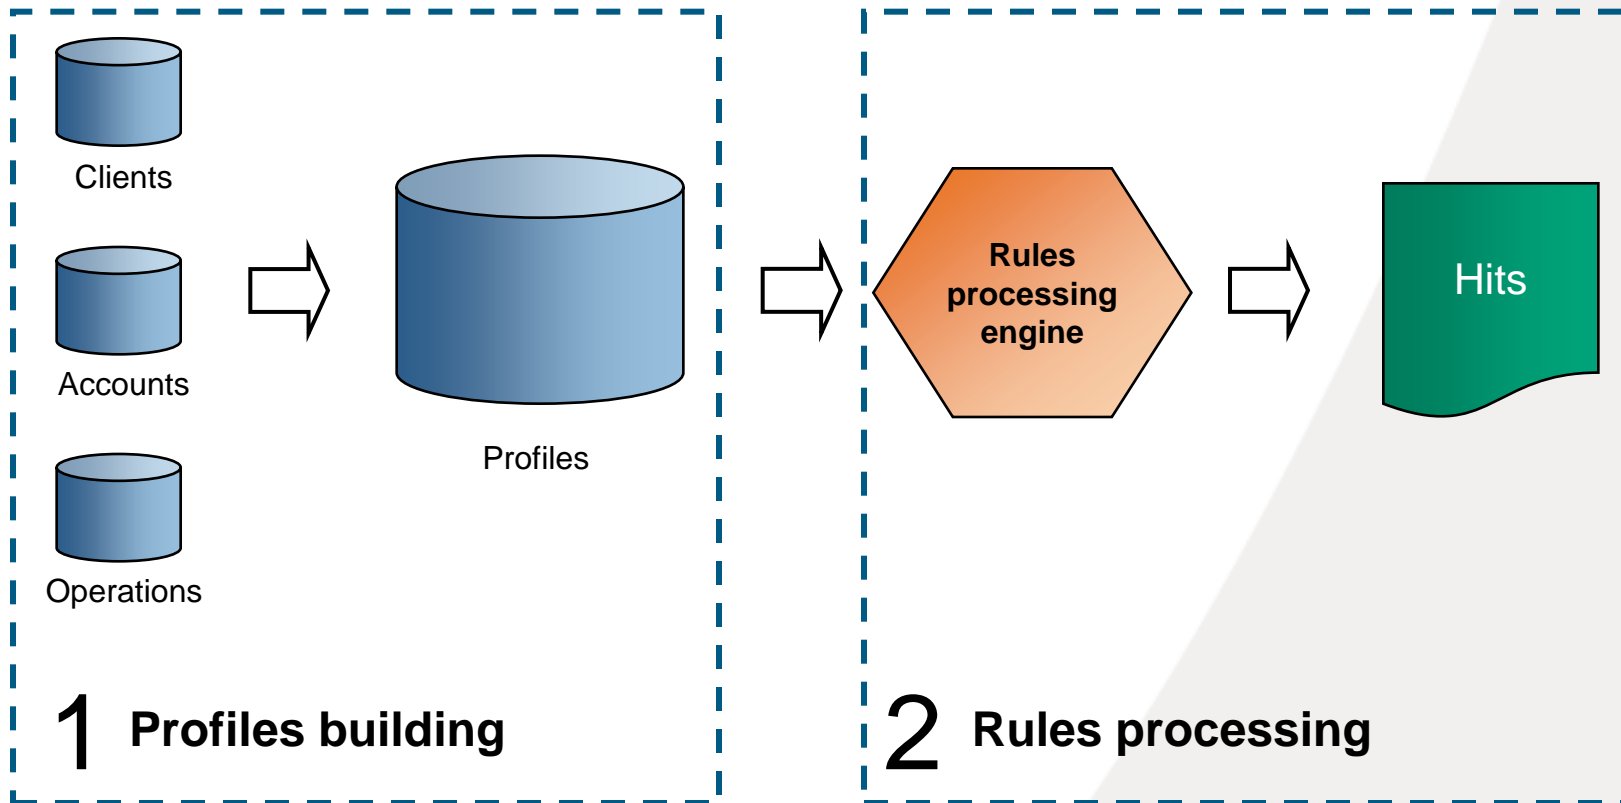 Clients
Accounts
Operations
Profiles
1 Profiles building
Rules
processing
engine
Hits
2 Rules processing